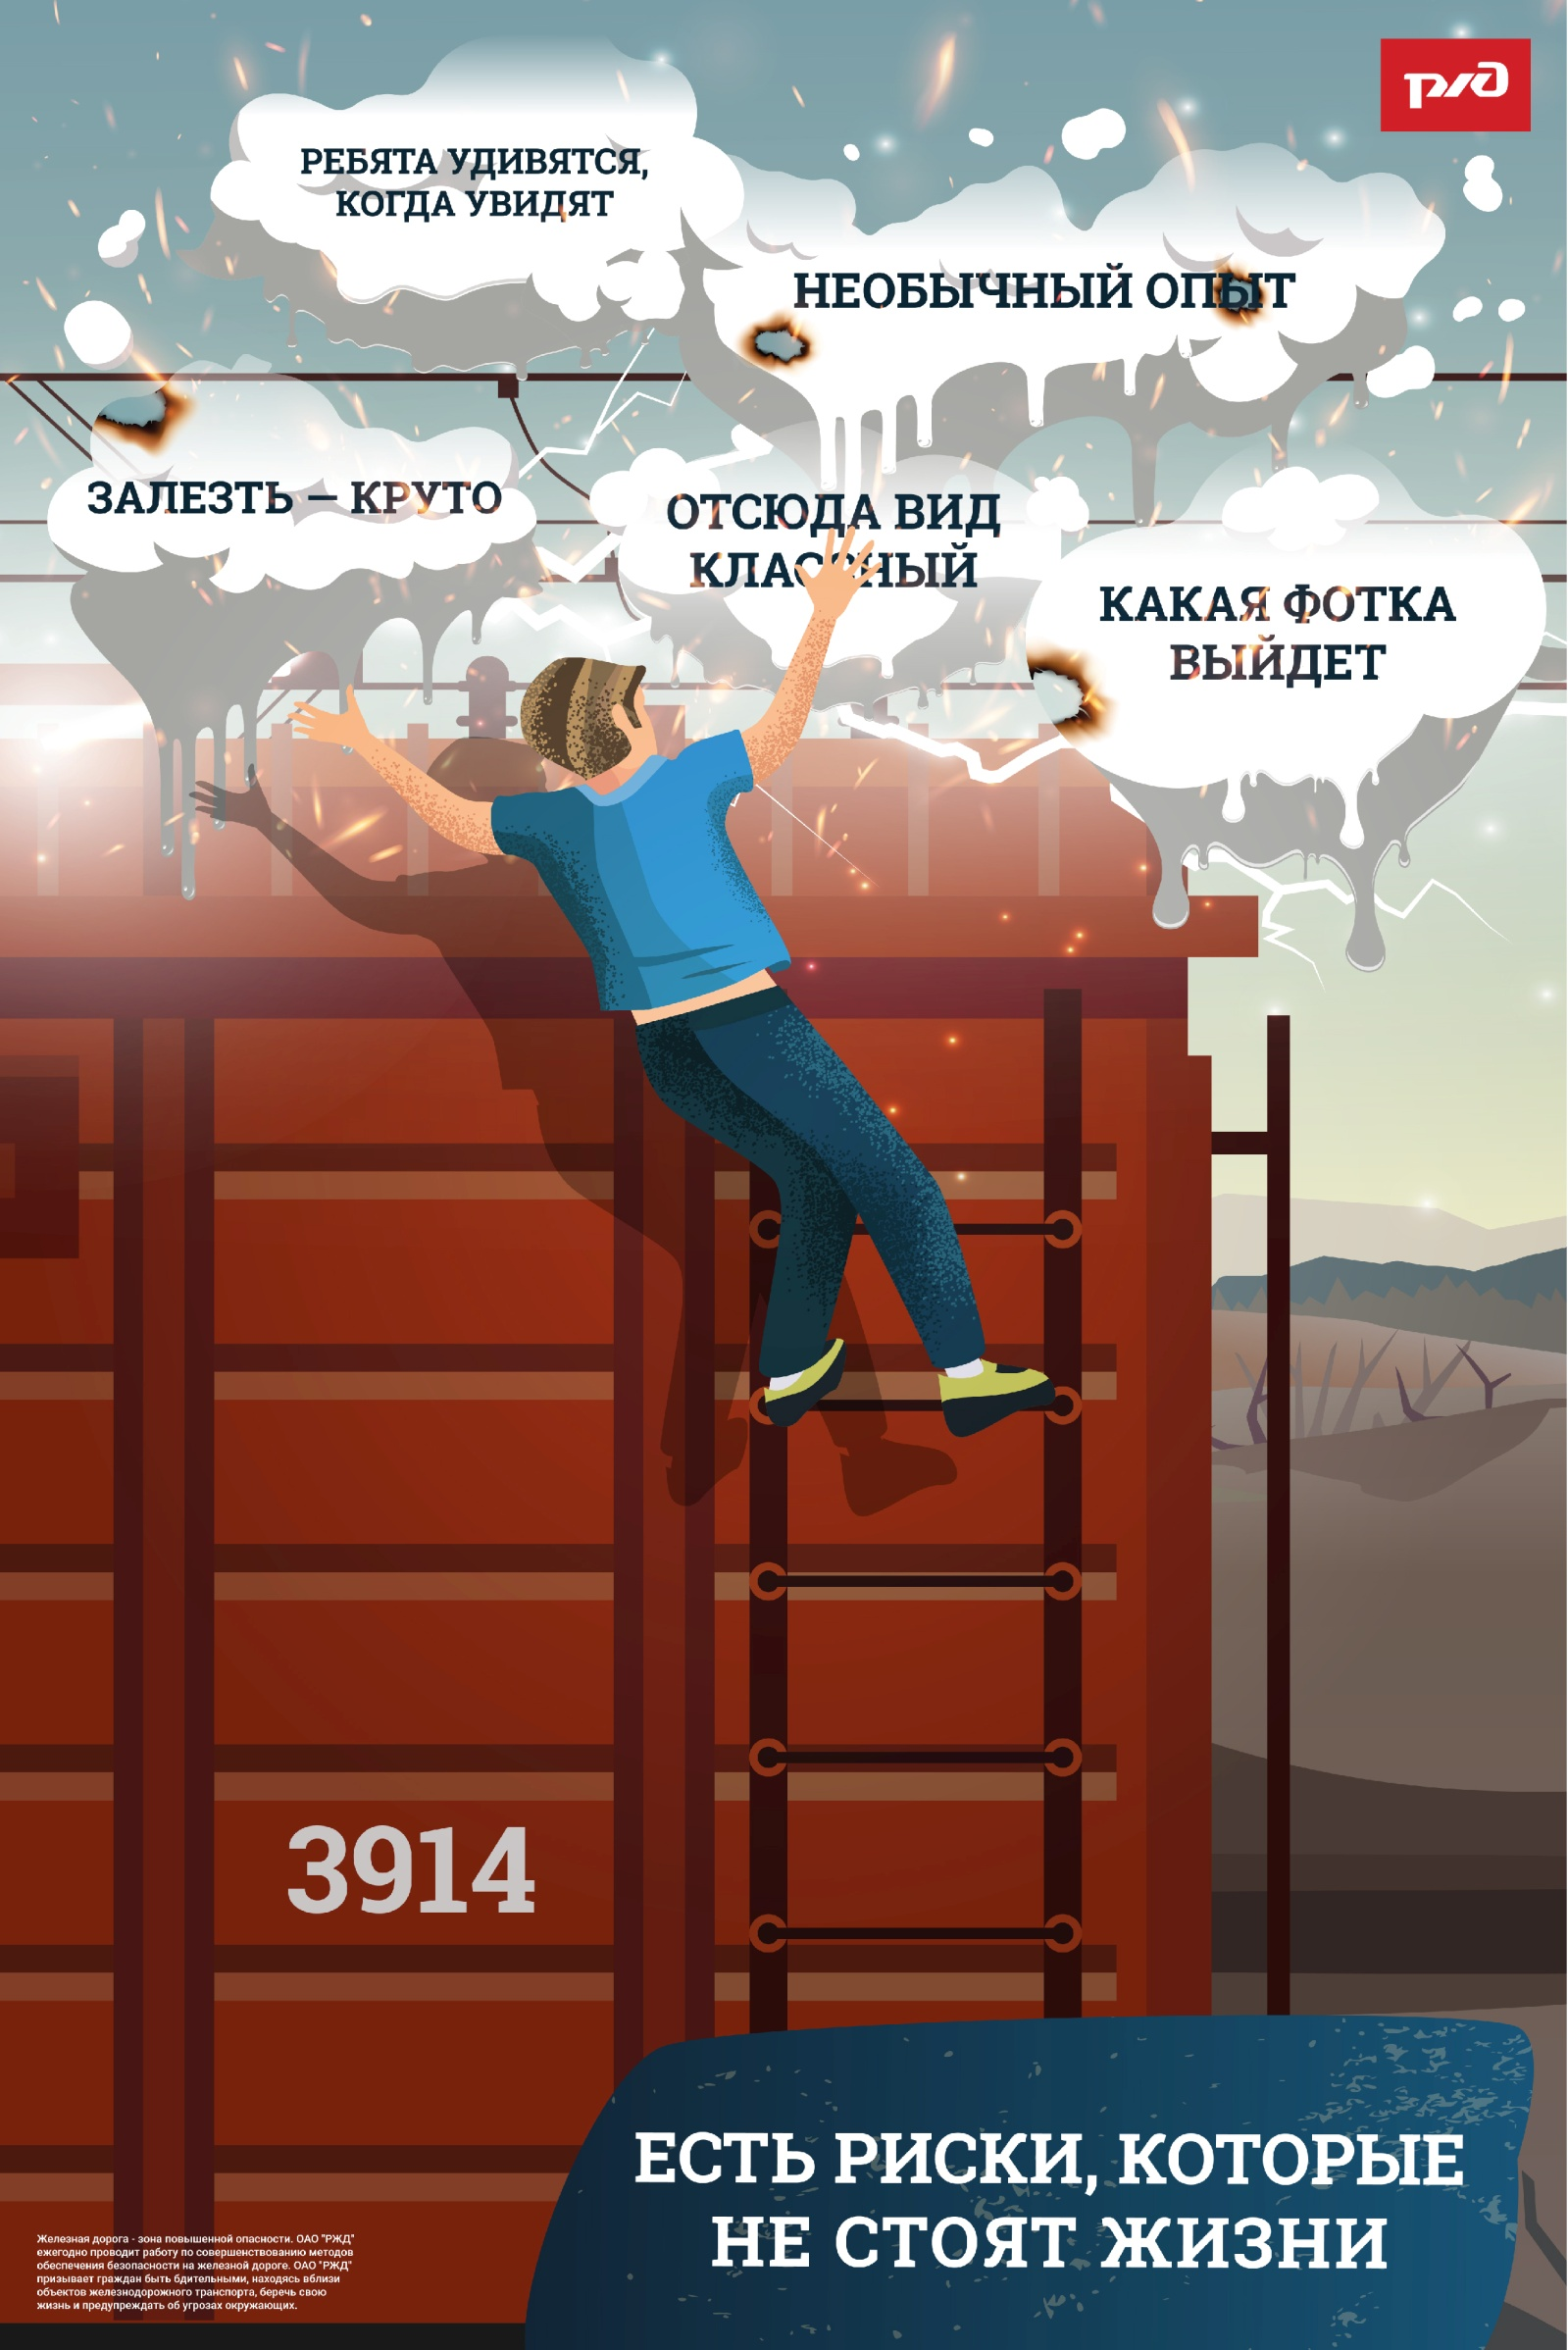 ржд
РЕБЯТА УДИВЯТСЯ,
КОГДА УВИДЯТ
НЕОБЫЧНЫЙ ОПЫТ
ЗАЛЕЗТЬ – КРУТО
ОТСЮДА ВИД
КЛАССНЫЙ
КАКАЯ ФОТКА
ВЫЙДЕТ
3914
ЕСТЬ РИСКИ, КОТОРЫЕ
НЕ СТОЯТ ЖИЗНИ
Железная дорога - зона повышенной опасности. ОАО "РЖД"
ежегодно проводит работу по совершенствованию методов
обеспечения безопасности на железной дороге. ОАО "РЖД"
призывает граждан быть бдительными, находясь вблизи
объектов железнодорожного транспорта, беречь свою
жизнь и предупреждать об угрозах окружающих.